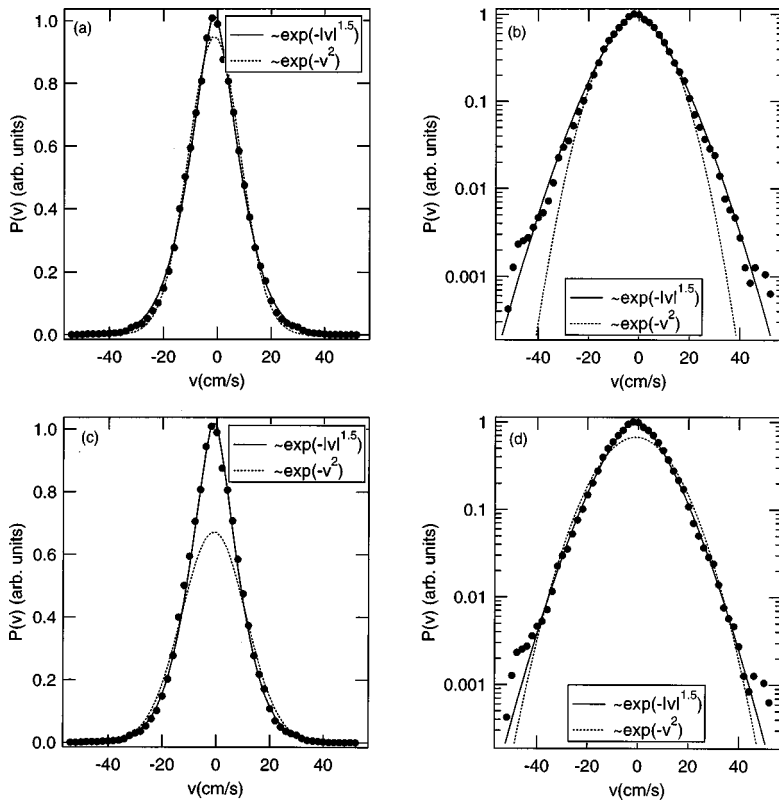 (a)
~exp(-|v|^1.5)
~exp(-v^2)
P(v) (arb. units)
1.0
0.8
0.6
0.4
0.2
0.0
-40
-20
0
20
40
v(cm/s)
(b)
P(v) (arb. units)
1
0.1
0.01
0.001
~exp(-|v|^1.5)
~exp(-v^2)
-40
-20
0
20
40
v(cm/s)
(c)
~exp(-|v|^1.5)
~exp(-v^2)
P(v) (arb. units)
1.0
0.8
0.6
0.4
0.2
0.0
-40
-20
0
20
40
v(cm/s)
(d)
P(v) (arb. units)
1
0.1
0.01
0.001
~exp(-|v|^1.5)
~exp(-v^2)
-40
-20
0
20
40
v(cm/s)